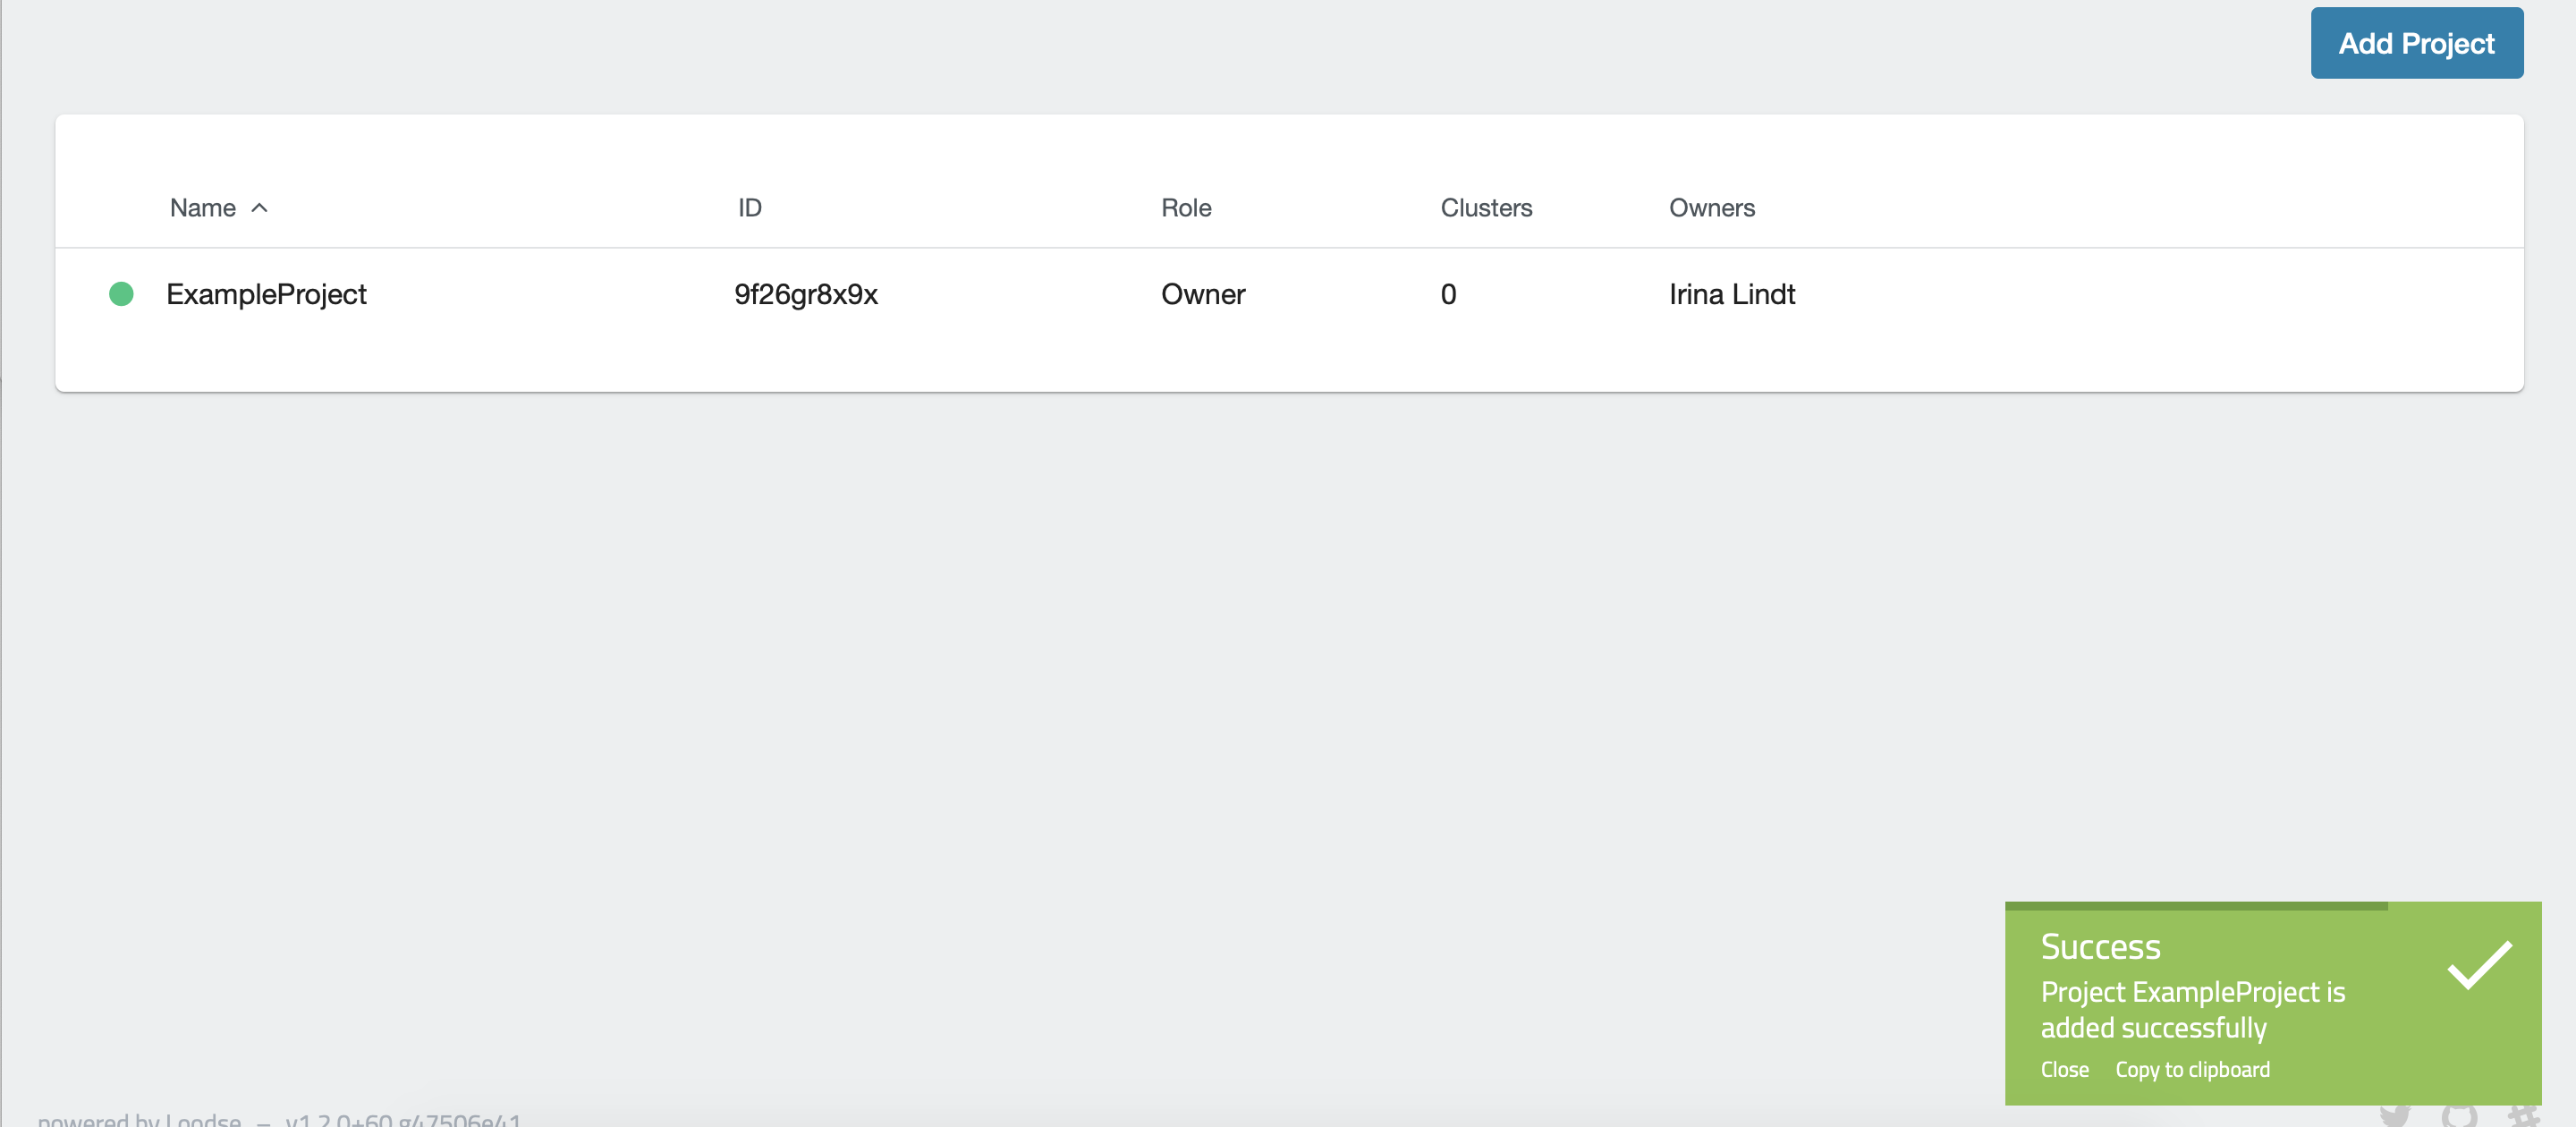 Add Project
Name ID Role Clusters Owners
ExampleProject 9f26gr8x9x Owner 0 Irina Lindt
Success
Project ExampleProject is
added successfully
Close Copy to clipboard
powered by Loodse – v1.2.0+60.g47506e41